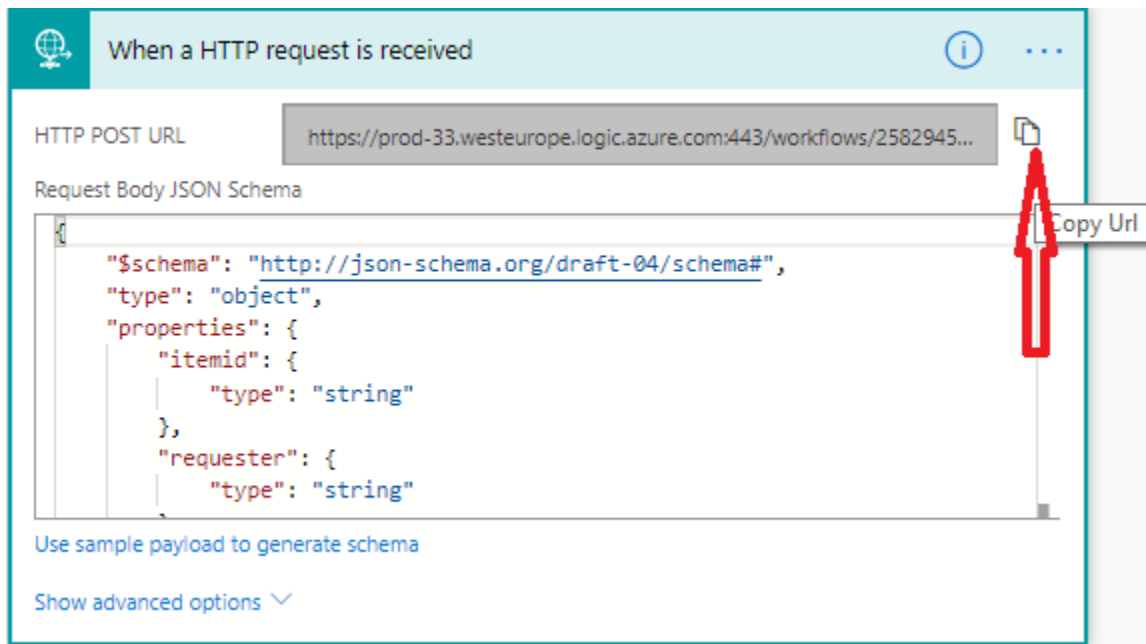 When a HTTP request is received
HTTP POST URL
https://prod-33.westeurope.logic.azure.com:443/workflows/2582945...
Request Body JSON Schema
Copy Url
{
"$schema": "http://json-schema.org/draft-04/schema#",
"type": "object",
"properties": {
"itemid": {
"type": "string"
},
"requester": {
"type": "string"
Use sample payload to generate schema
Show advanced options